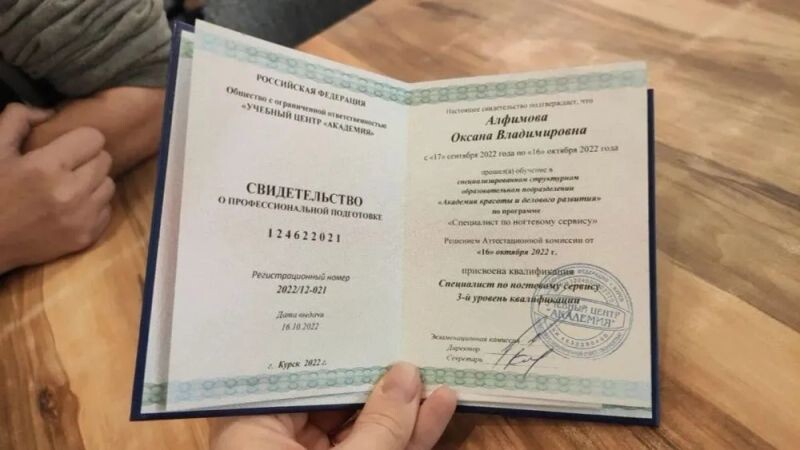 РОССИЙСКАЯ ФЕДЕРАЦИЯ
Общество с ограниченной ответственностью
«УЧЕБНЫЙ ЦЕНТР «АКАДЕМИЯ»
СВИДЕТЕЛЬСТВО
О ПРОФЕССИОНАЛЬНОЙ ПОДГОТОВКЕ
124622021
Регистрационный номер
2022/12-021
Дата выдачи
16.10.2022
г. Курск 2022 г.
Настоящее свидетельство подтверждает, что
Алфимова
Оксана Владимировна
с «17» сентября 2022 года по «16» октября 2022 года
прошел(а) обучение в
специализированном структурном
образовательном подразделении
«Академия красоты и делового развития»
по программе
«Специалист по ногтевому сервису»
Решением Аттестационной комиссии от
«16» октября 2022 г.
присвоена квалификация
Специалист по ногтевому сервису
3-й уровень квалификации
Экзаменационная комиссия
Директор
Секретарь
УЧЕБНЫЙ ЦЕНТР
"АКАДЕМИЯ"